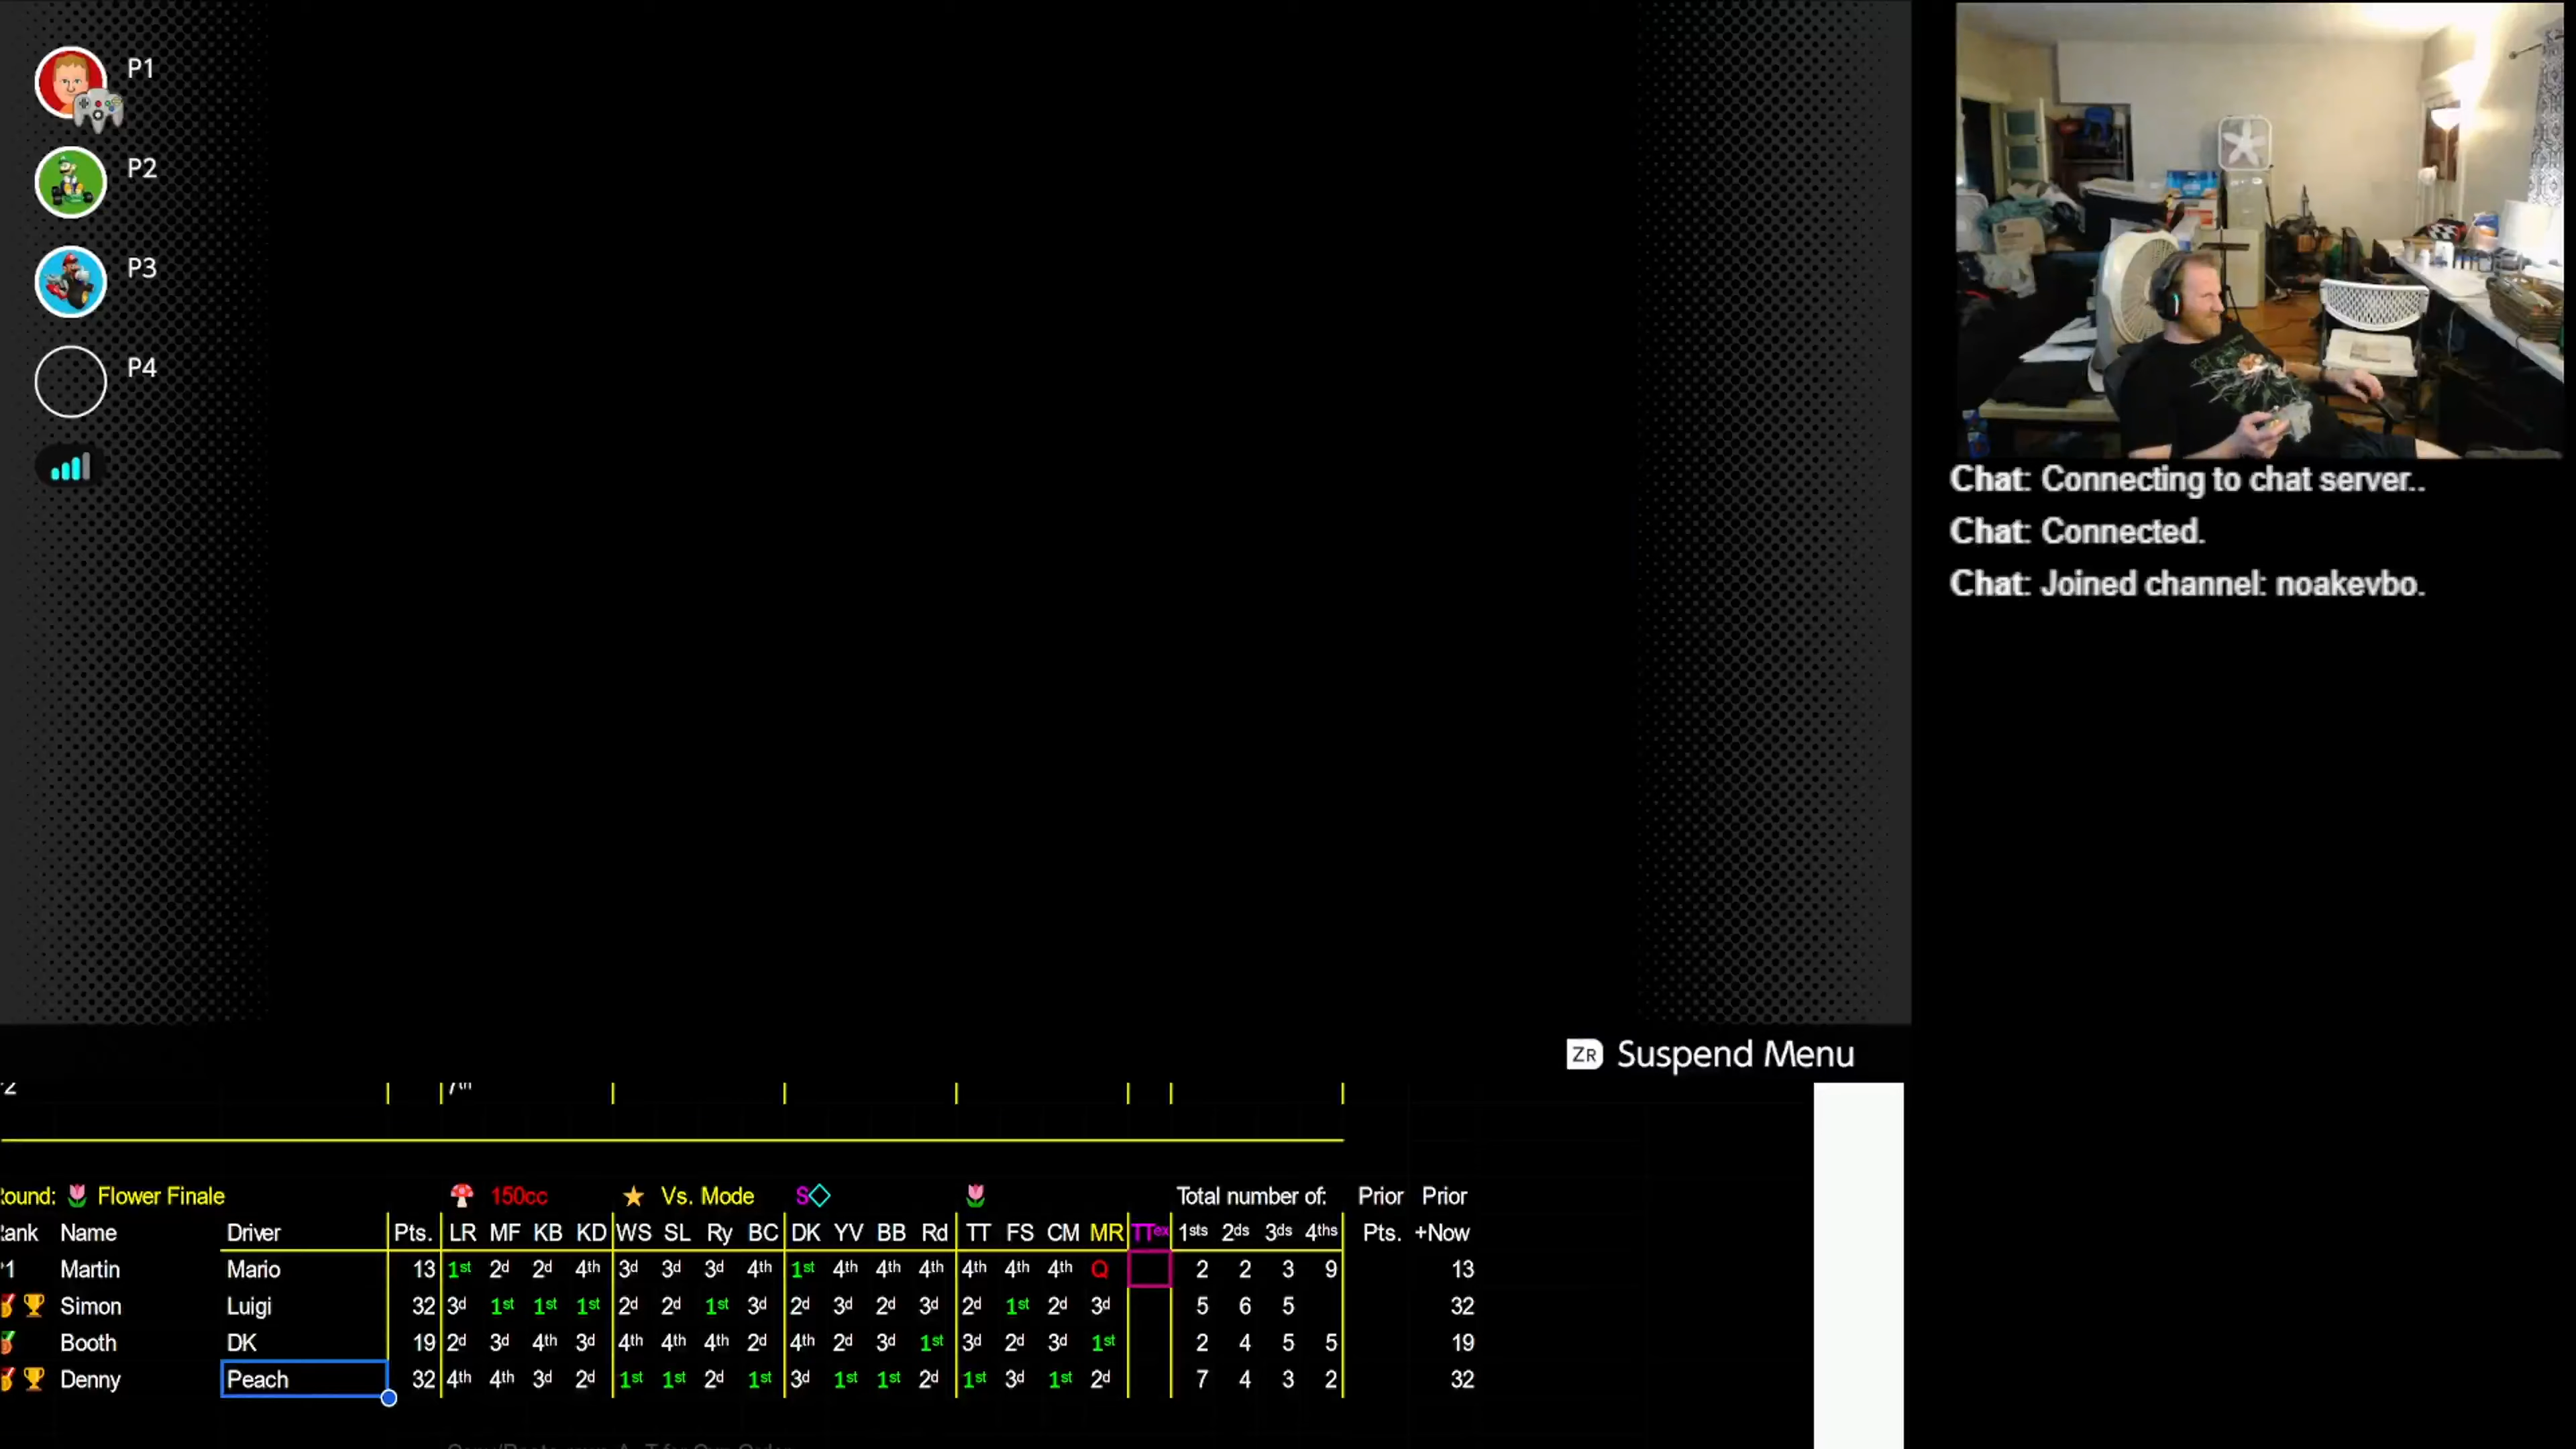 P1
P2
P3
P4
Chat: Connecting to chat server..
Chat: Connected.
Chat: Joined channel: noakevbo.
ZR Suspend Menu
7th
Round: Flower Finale 150cc Vs. Mode S Total number of: Prior Prior
Rank Name Driver Pts. LR MF KB KD WS SL Ry BC DK YV BB Rd TT FS CM MR TTex 1sts 2ds 3ds 4ths Pts. +Now
Martin Mario 13 1st 2d 2d 4th 3d 3d 3d 4th 1st 4th 4th 4th 4th 4th 4th Q 2 2 3 9 13
Simon Luigi 32 3d 1st 1st 1st 2d 2d 1st 3d 2d 3d 2d 3d 2d 1st 2d 3d 5 6 5 32
Booth DK 19 2d 3d 4th 3d 4th 4th 4th 2d 4th 2d 3d 1st 3d 2d 3d 1st 2 4 5 5 19
Denny Peach 32 4th 4th 3d 2d 1st 1st 2d 1st 3d 1st 1st 2d 1st 3d 1st 2d 7 4 3 2 32